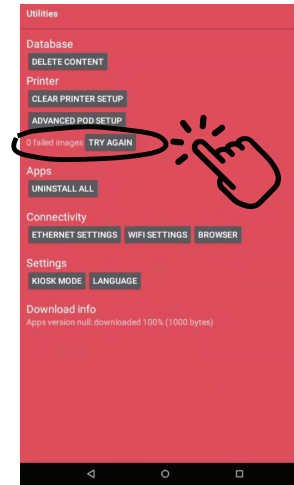 Utilities
Database
DELETE CONTENT
Printer
CLEAR PRINTER SETUP
ADVANCED POD SETUP
0 failed images TRY AGAIN
Apps
UNINSTALL ALL
Connectivity
ETHERNET SETTINGS WIFI SETTINGS BROWSER
Settings
KIOSK MODE LANGUAGE
Download info
Apps version null: downloaded 100% (1000 bytes)